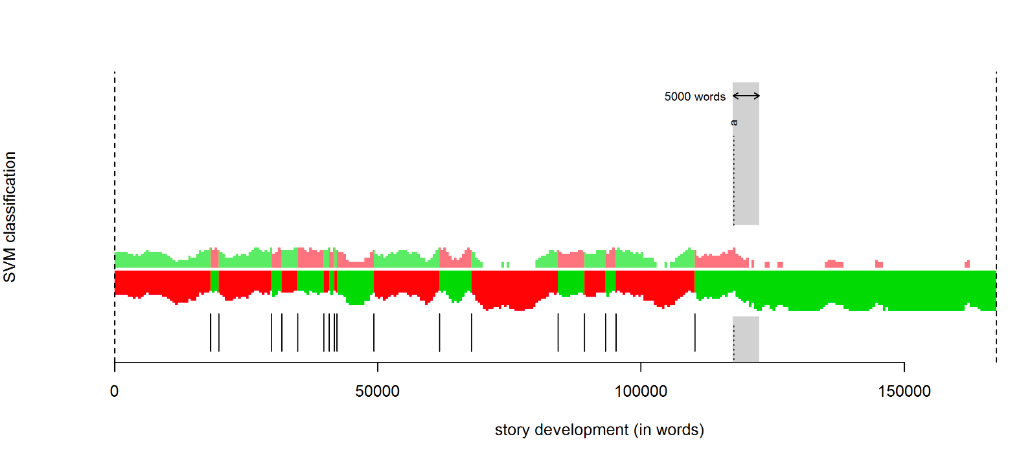 5000 words
a
SVM classification
0
50000
100000
150000
story development (in words)